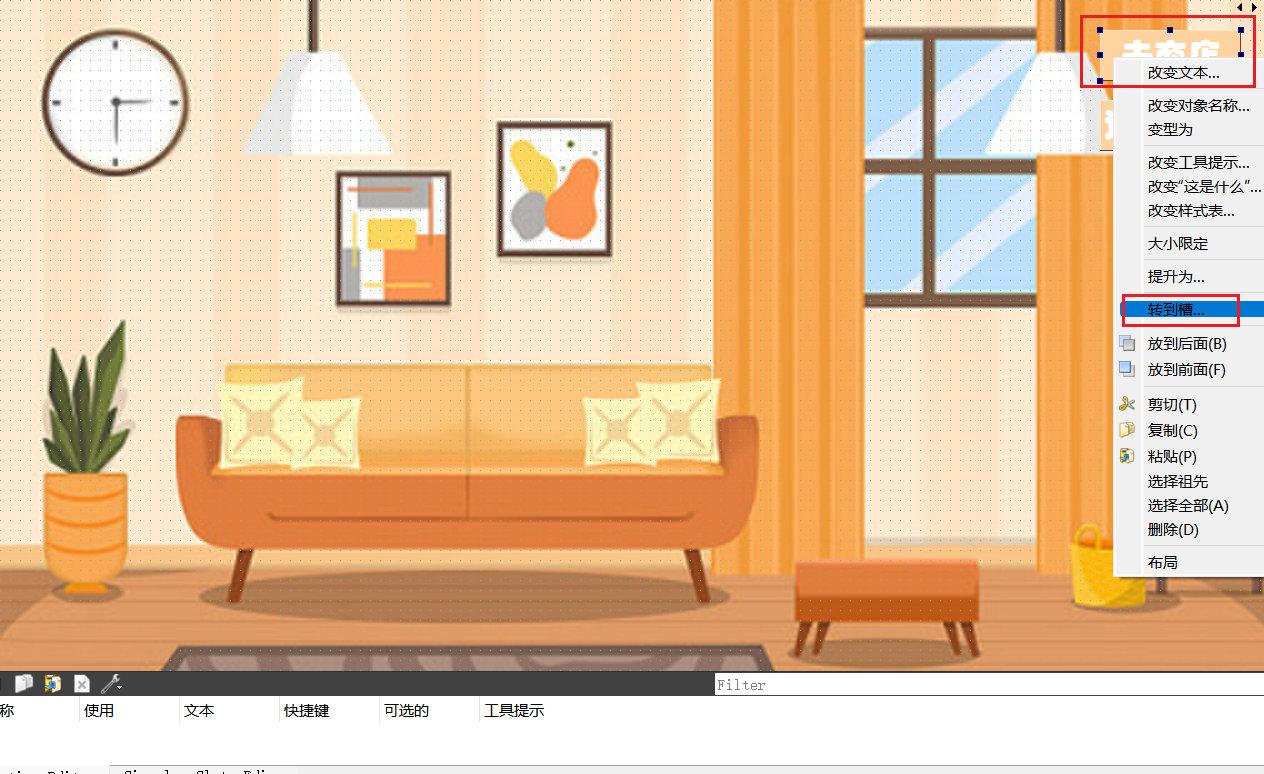 去商店
改变文本...
改变对象名称...
变型为
改变工具提示...
改变“这是什么”...
改变样式表...
大小限定
提升为...
转到槽...
放到后面(B)
放到前面(F)
剪切(T)
复制(C)
粘贴(P)
选择祖先
选择全部(A)
删除(D)
布局
Filter
称 使用 文本 快捷键 可选的 工具提示